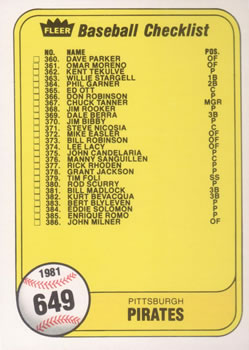 FLEER Baseball Checklist
NO. NAME POS.
360. DAVE PARKER OF
361. OMAR MORENO OF
362. KENT TEKULVE P
363. WILLIE STARGELL 1B
364. PHIL GARNER 2B
365. ED OTT C
366. DON ROBINSON P
367. CHUCK TANNER MGR
368. JIM ROOKER P
369. DALE BERRA 3B
370. JIM BIBBY P
371. STEVE NICOSIA C
372. MIKE EASLER OF
373. BILL ROBINSON OF
374. LEE LACY OF
375. JOHN CANDELARIA P
376. MANNY SANGUILLEN C
377. RICK RHODEN P
378. GRANT JACKSON P
379. TIM FOLI SS
380. ROD SCURRY P
381. BILL MADLOCK 3B
382. KURT BEVACQUA 3B
383. BERT BLYLEVEN P
384. EDDIE SOLOMON P
385. ENRIQUE ROMO P
386. JOHN MILNER OF
1981
649
PITTSBURGH
PIRATES